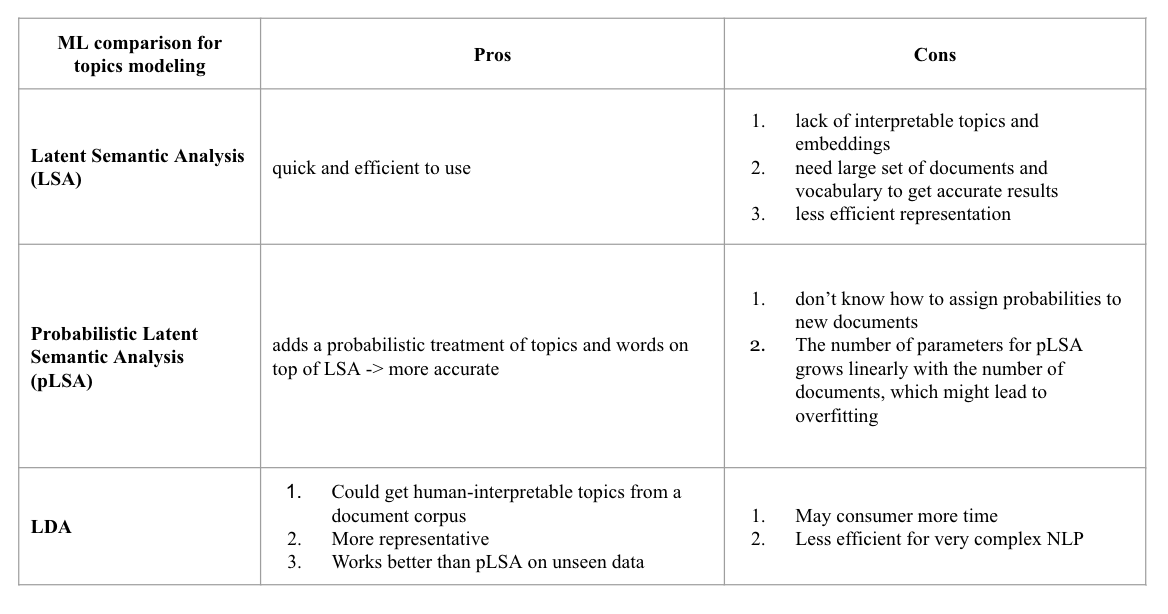 ML comparison for
topics modeling
Pros
Cons
Latent Semantic Analysis
(LSA)
quick and efficient to use
1. lack of interpretable topics and
embeddings
2. need large set of documents and
vocabulary to get accurate results
3. less efficient representation
Probabilistic Latent
Semantic Analysis
(pLSA)
adds a probabilistic treatment of topics and words on
top of LSA -> more accurate
1. don’t know how to assign probabilities to
new documents
2. The number of parameters for pLSA
grows linearly with the number of
documents, which might lead to
overfitting
LDA
1. Could get human-interpretable topics from a
document corpus
2. More representative
3. Works better than pLSA on unseen data
1. May consumer more time
2. Less efficient for very complex NLP